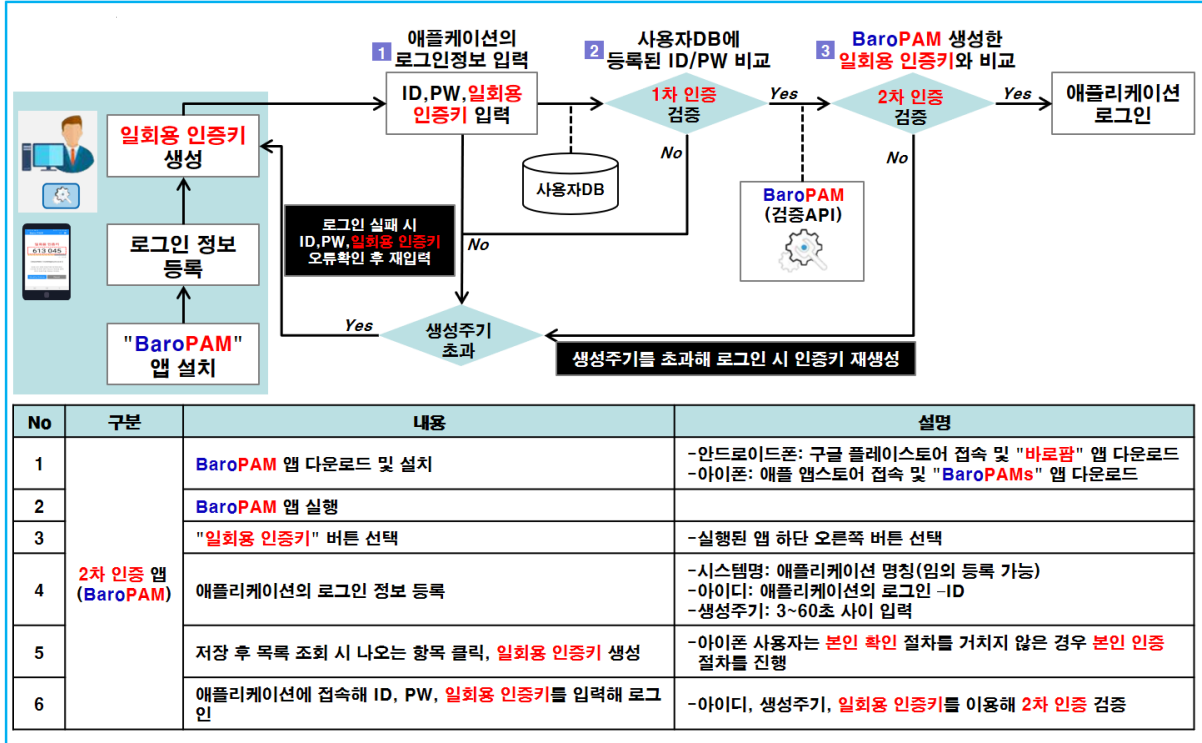 1 애플케이션의
로그인정보 입력
2 사용자DB에
등록된 ID/PW 비교
3 BaroPAM 생성한
일회용 인증키와 비교
일회용 인증키
생성
ID,PW,일회용
인증키 입력
1차 인증
검증
Yes
2차 인증
검증
Yes
애플리케이션
로그인
No
No
사용자DB
BaroPAM
(검증API)
613 045
로그인 정보
등록
로그인 실패 시
ID,PW,일회용 인증키
오류확인 후 재입력
No
"BaroPAM"
앱 설치
Yes
생성주기
초과
생성주기를 초과해 로그인 시 인증키 재생성
No 구분 내용 설명
2차 인증 앱
(BaroPAM)
1 BaroPAM 앱 다운로드 및 설치
-안드로이드폰: 구글 플레이스토어 접속 및 "바로팜" 앱 다운로드
-아이폰: 애플 앱스토어 접속 및 "BaroPAMs" 앱 다운로드
2 BaroPAM 앱 실행
3 "일회용 인증키" 버튼 선택 -실행된 앱 하단 오른쪽 버튼 선택
4 애플리케이션의 로그인 정보 등록
-시스템명: 애플리케이션 명칭(임의 등록 가능)
-아이디: 애플리케이션의 로그인 –ID
-생성주기: 3~60초 사이 입력
5 저장 후 목록 조회 시 나오는 항목 클릭, 일회용 인증키 생성
-아이폰 사용자는 본인 확인 절차를 거치지 않은 경우 본인 인증
절차를 진행
6 애플리케이션에 접속해 ID, PW, 일회용 인증키를 입력해 로그
인
-아이디, 생성주기, 일회용 인증키를 이용해 2차 인증 검증